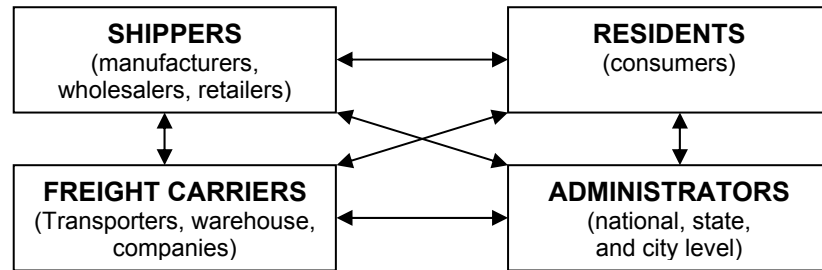 SHIPPERS
(manufacturers,
wholesalers, retailers)
RESIDENTS
(consumers)
FREIGHT CARRIERS
(Transporters, warehouse,
companies)
ADMINISTRATORS
(national, state,
and city level)